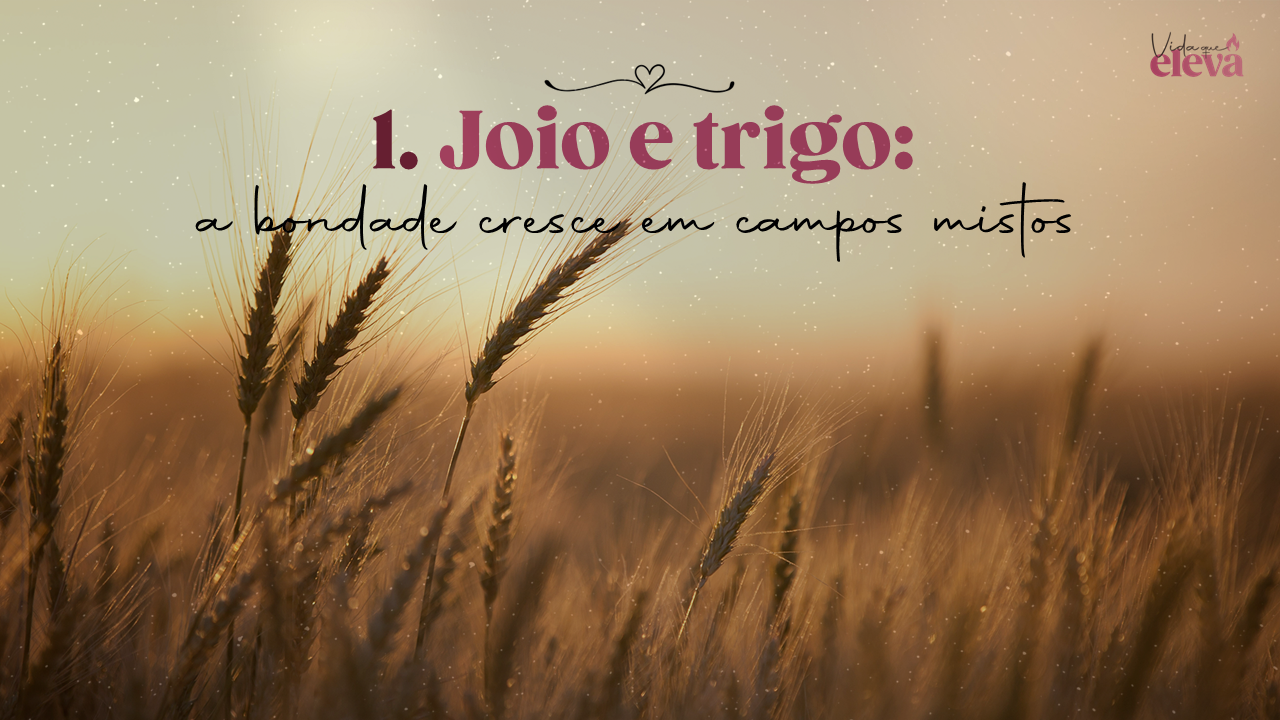 Vida que
eleva
1. Joio e trigo:
a bondade cresce em campos mistos